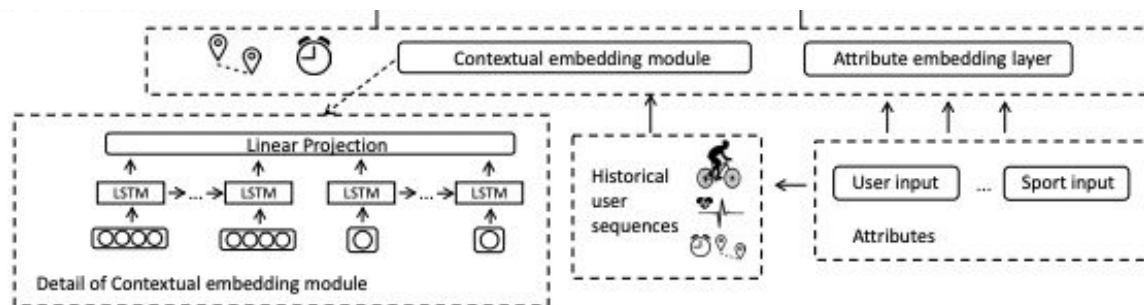 Contextual embedding module
Attribute embedding layer
Linear Projection
LSTM ... LSTM LSTM ... LSTM
Detail of Contextual embedding module
Historical
user
sequences
User input ... Sport input
Attributes